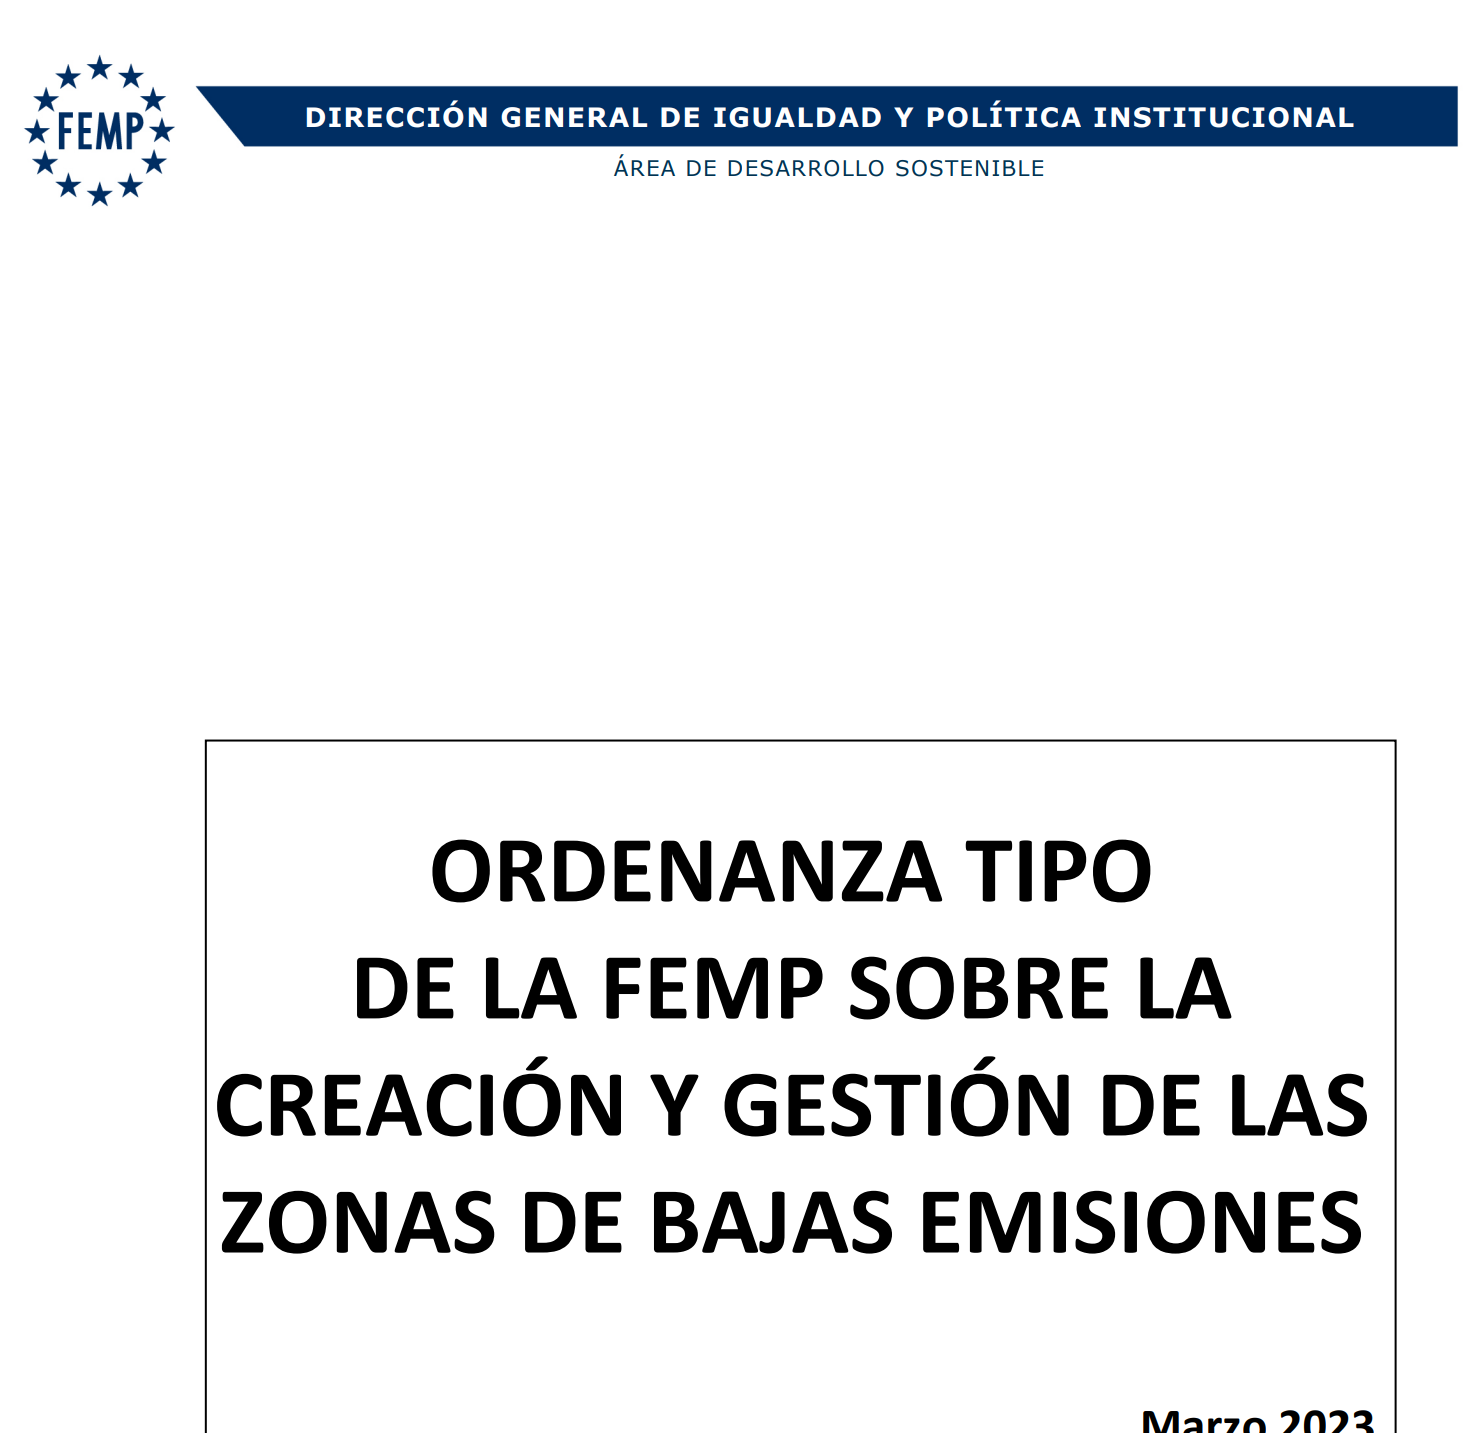 FEMP
DIRECCIÓN GENERAL DE IGUALDAD Y POLÍTICA INSTITUCIONAL
ÁREA DE DESARROLLO SOSTENIBLE
ORDENANZA TIPO
DE LA FEMP SOBRE LA
CREACIÓN Y GESTIÓN DE LAS
ZONAS DE BAJAS EMISIONES
Marzo 2023